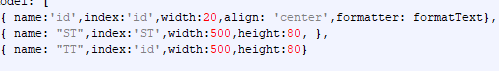 odel: [
{ name:'id',index:'id',width:20,align: 'center',formatter: formatText},
{ name: "ST",index:'ST',width:500,height:80, },
{ name: "TT",index:'id',width:500,height:80}